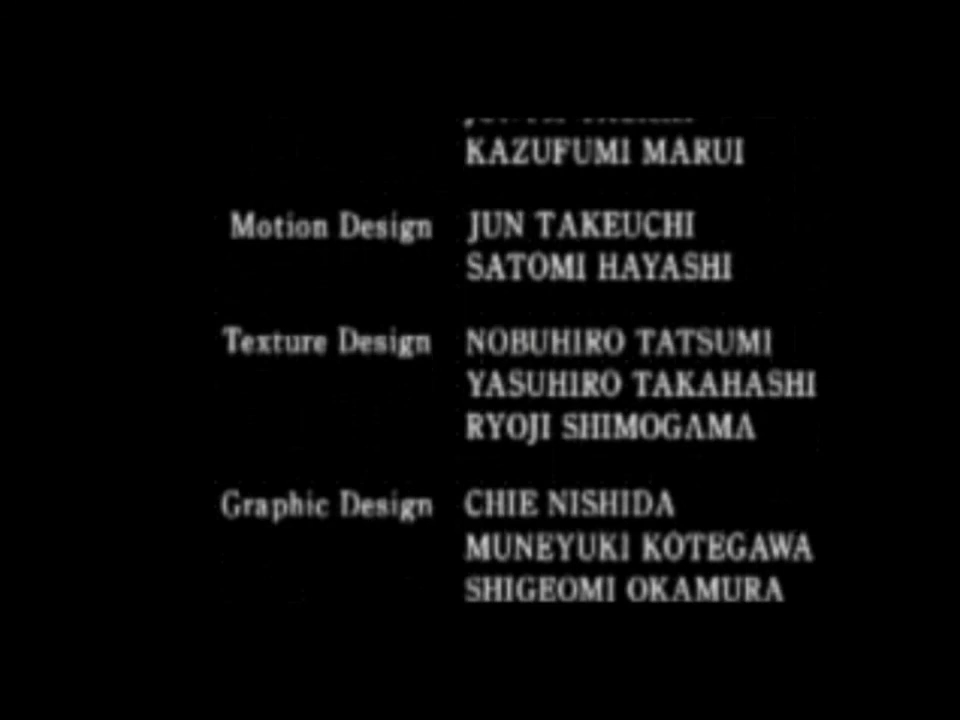 KAZUFUMI MARUI
Motion Design JUN TAKEUCHI
SATOMI HAYASHI
Texture Design NOBUHIRO TATSUMI
YASUHIRO TAKAHASHI
RYOJI SHIMOGAMA
Graphic Design CHIE NISHIDA
MUNEYUKI KOTEGAWA
SHIGEOMI OKAMURA